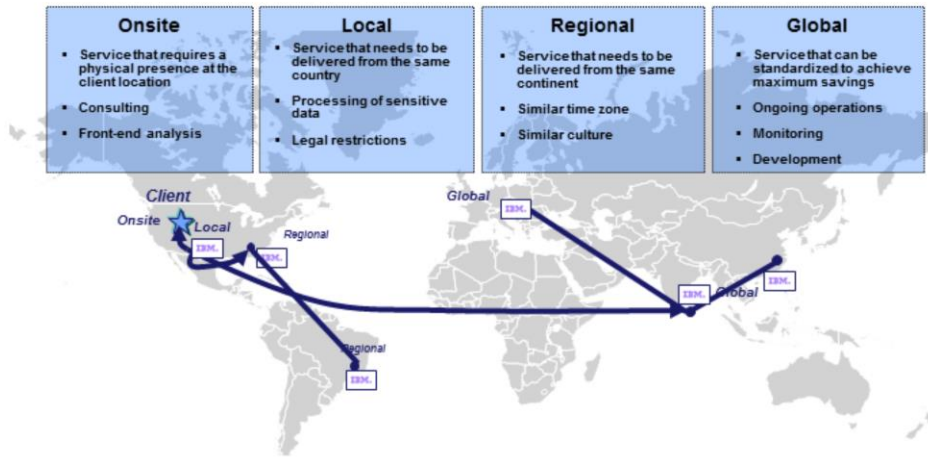 Onsite
▪ Service that requires a
physical presence at the
client location
▪ Consulting
▪ Front-end analysis
Local
▪ Service that needs to be
delivered from the same
country
▪ Processing of sensitive
data
▪ Legal restrictions
Regional
▪ Service that needs to be
delivered from the same
continent
▪ Similar time zone
▪ Similar culture
Global
▪ Service that can be
standardized to achieve
maximum savings
▪ Ongoing operations
▪ Monitoring
▪ Development
Client
Onsite
Local
IBM.
Regional
IBM.
Regional
IBM.
Global
IBM.
IBM.
Global
IBM.